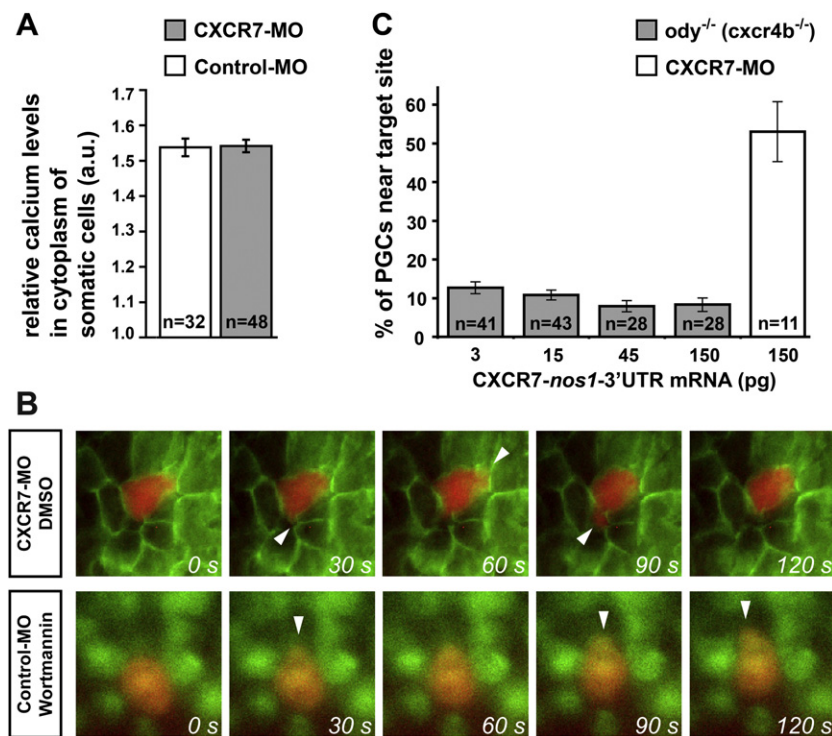 A
CXCR7-MO
Control-MO
relative calcium levels
in cytoplasm of
somatic cells (a.u.)
1.7
1.6
1.5
1.4
1.3
1.2
1.1
1.0
n=32
n=48
C
ody-/- (cxcr4b-/-)
CXCR7-MO
% of PGCs near target site
60
50
40
30
20
10
0
n=41
n=43
n=28
n=28
n=11
3
15
45
150
150
CXCR7-nos1-3'UTR mRNA (pg)
B
CXCR7-MO
DMSO
0 s
30 s
60 s
90 s
120 s
Control-MO
Wortmannin
0 s
30 s
60 s
90 s
120 s